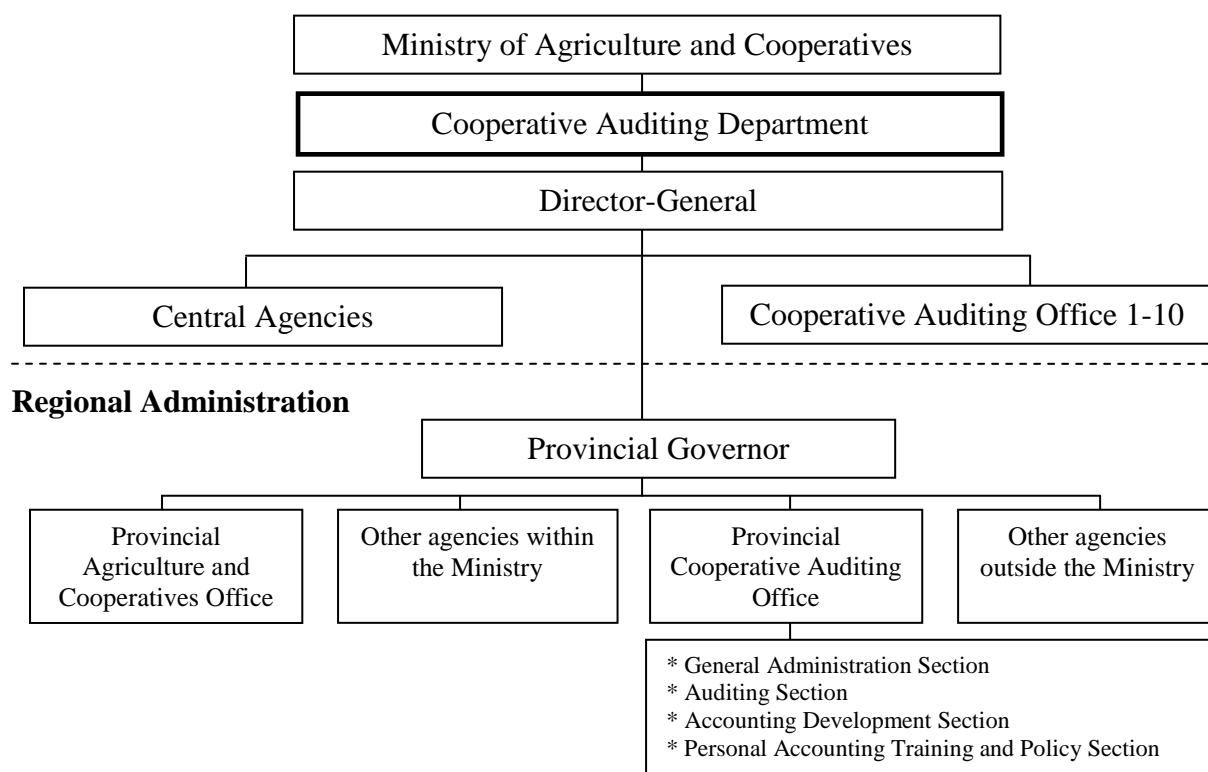 Ministry of Agriculture and Cooperatives
Cooperative Auditing Department
Director-General
Central Agencies
Cooperative Auditing Office 1-10
Regional Administration
Provincial Governor
Provincial
Agriculture and
Cooperatives Office
Other agencies within
the Ministry
Provincial
Cooperative Auditing
Office
Other agencies
outside the Ministry
* General Administration Section
* Auditing Section
* Accounting Development Section
* Personal Accounting Training and Policy Section